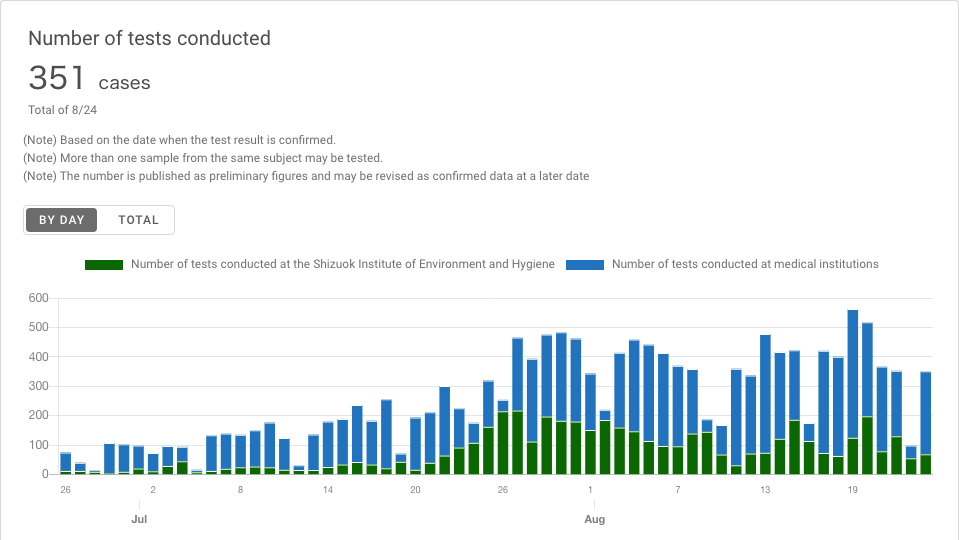 Number of tests conducted
351 cases
Total of 8/24
(Note) Based on the date when the test result is confirmed.
(Note) More than one sample from the same subject may be tested.
(Note) The number is published as preliminary figures and may be revised as confirmed data at a later date
BY DAY TOTAL
Number of tests conducted at the Shizuok Institute of Environment and Hygiene Number of tests conducted at medical institutions
600
500
400
300
200
100
0
26 2 8 14 20 26 1 7 13 19
Jul Aug